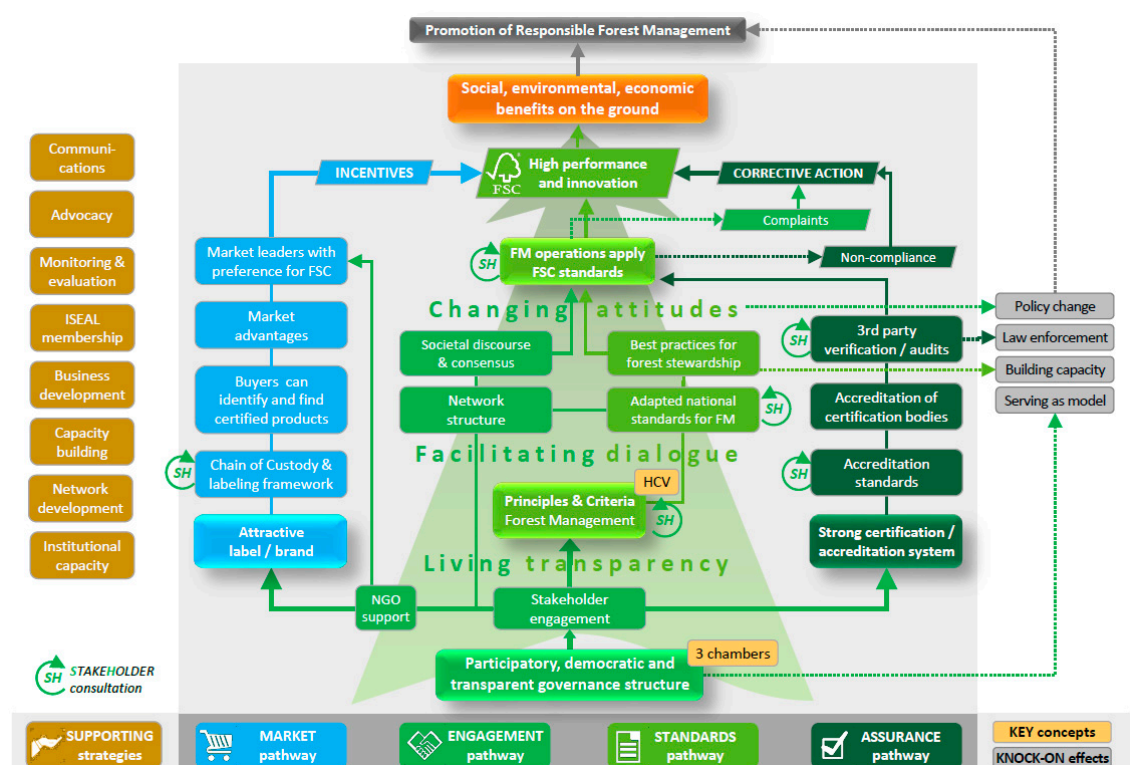 Promotion of Responsible Forest Management
Social, environmental, economic
benefits on the ground
INCENTIVES
FSC
High performance
and innovation
CORRECTIVE ACTION
Complaints
Non-compliance
Communi-
cations
Advocacy
Monitoring &
evaluation
ISEAL
membership
Business
development
Capacity
building
Network
development
Institutional
capacity
Market leaders with
preference for FSC
Market
advantages
Buyers can
identify and find
certified products
SH
Chain of Custody &
labeling framework
Attractive
label / brand
SH
FM operations apply
FSC standards
Changing attitudes
Societal discourse
& consensus
Best practices for
forest stewardship
Network
structure
Adapted national
standards for FM
SH
Facilitating dialogue
HCV
Principles & Criteria
Forest Management
SH
Living transparency
NGO
support
Stakeholder
engagement
3 chambers
Participatory, democratic and
transparent governance structure
SH
3rd party
verification / audits
Accreditation of
certification bodies
SH
Accreditation
standards
Strong certification /
accreditation system
Policy change
Law enforcement
Building capacity
Serving as model
SH STAKEHOLDER
consultation
SUPPORTING
strategies
MARKET
pathway
ENGAGEMENT
pathway
STANDARDS
pathway
ASSURANCE
pathway
KEY concepts
KNOCK-ON effects